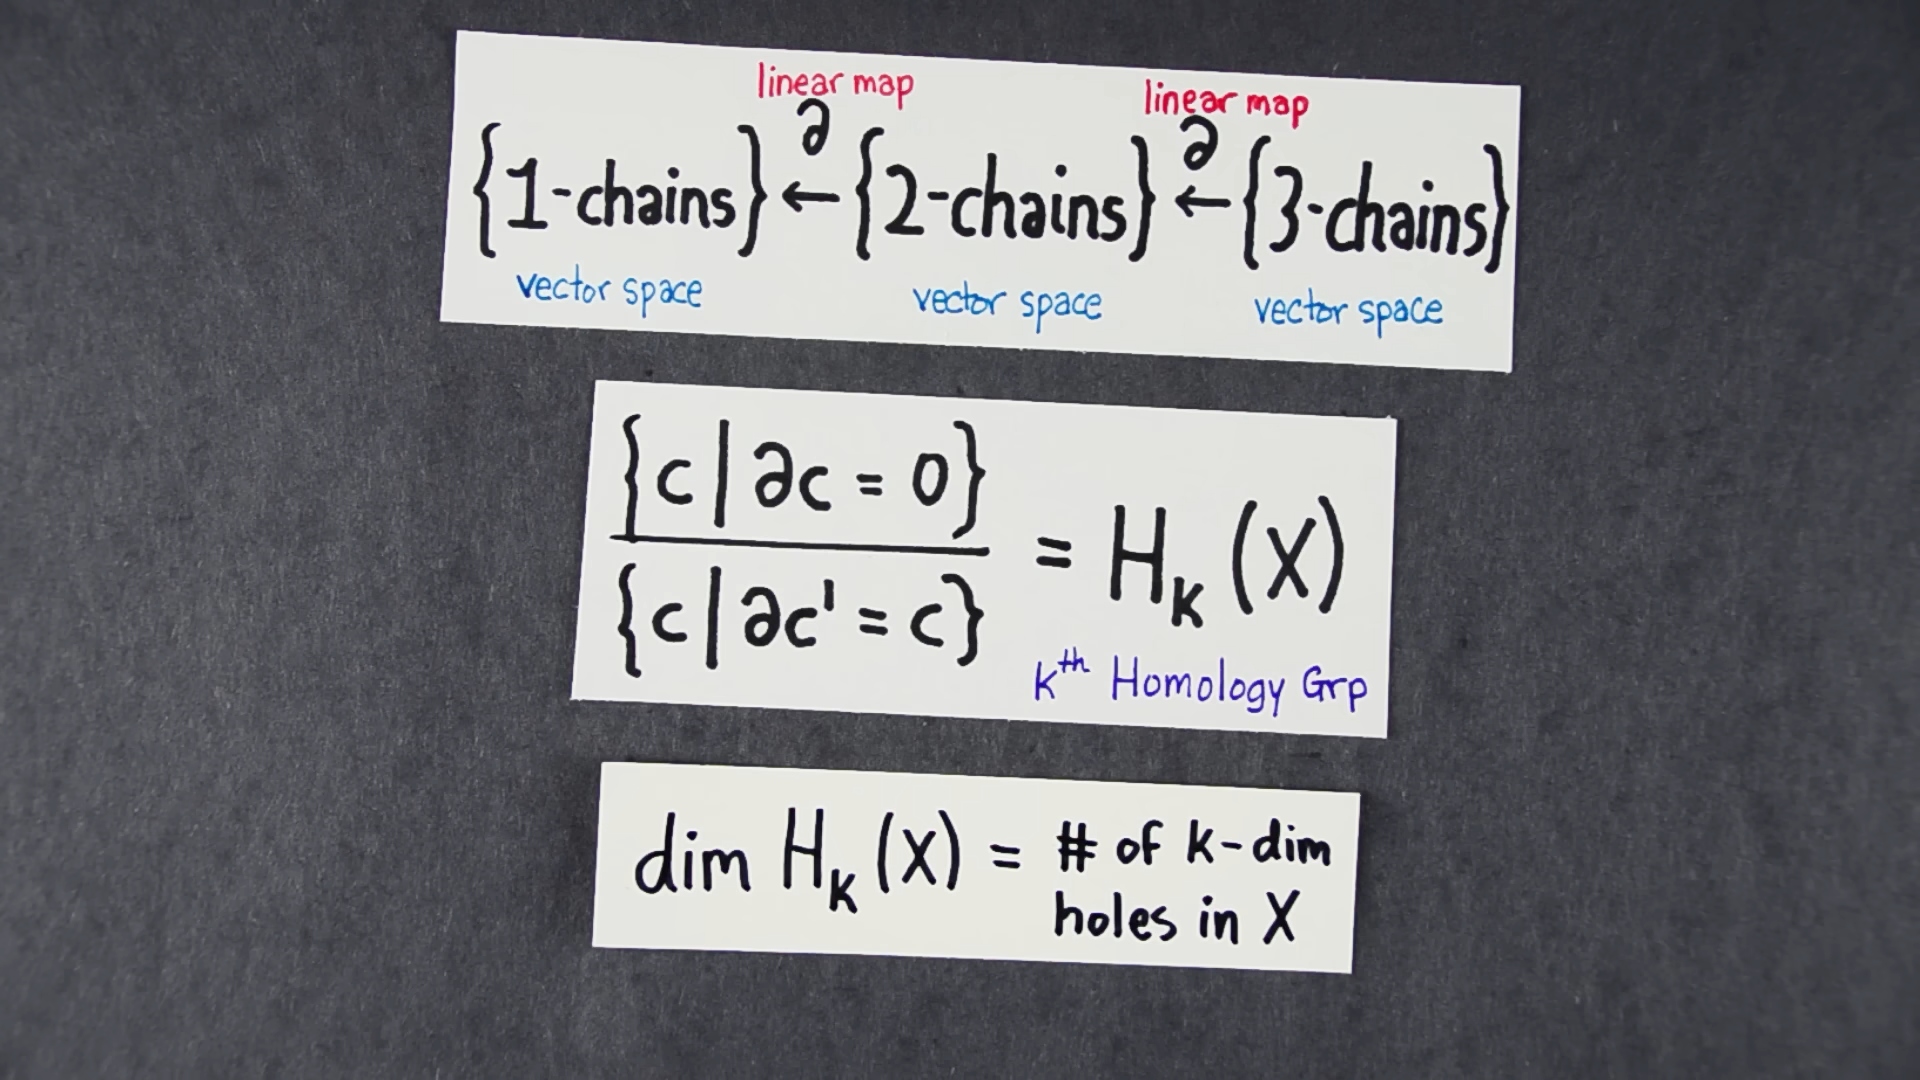 linear map linear map
∂ ∂
{1-chains} ← {2-chains} ← {3-chains}
vector space vector space vector space
{c | ∂c = 0}
{c | ∂c' = c}
= H_k (X)
k^th Homology Grp
dim H_k (X) = # of k-dim
holes in X